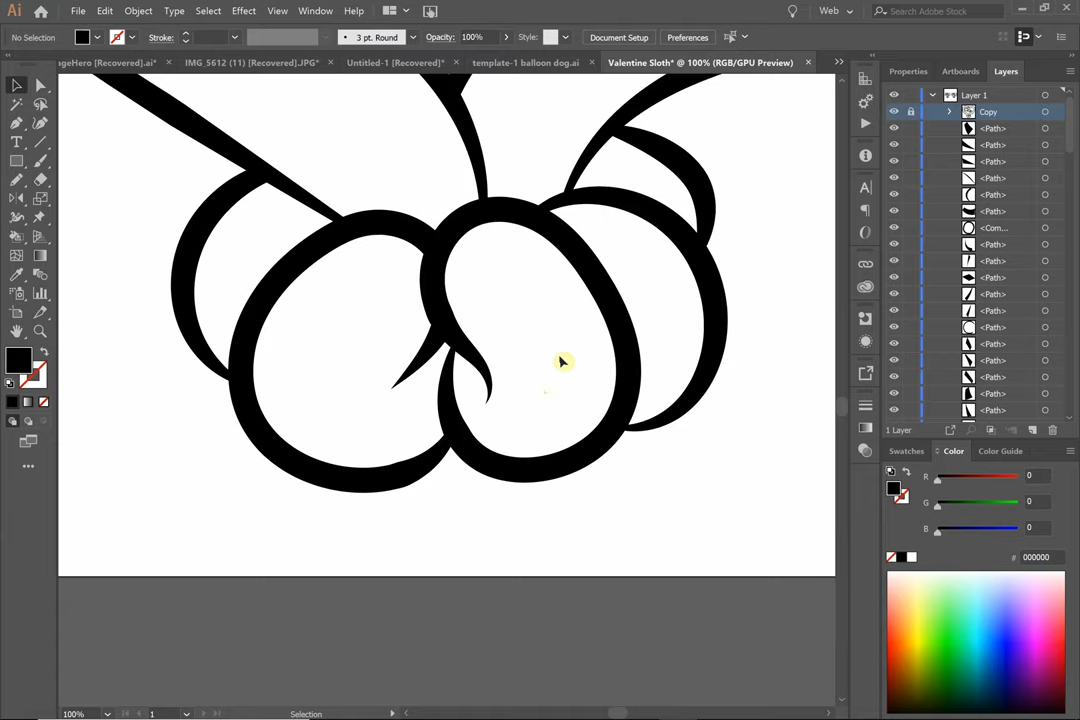 Ai File Edit Object Type Select Effect View Window Help Web Search Adobe Stock
No Selection Stroke: 3 pt. Round Opacity: 100% Style: Document Setup Preferences
ageHero [Recovered].ai* × IMG_5612 (11) [Recovered].JPG* × Untitled-1 [Recovered]* × template-1 balloon dog.ai × Valentine Sloth* @ 100% (RGB/GPU Preview) ×
Properties Artboards Layers
Layer 1
Copy
<Path>
<Path>
<Path>
<Path>
<Path>
<Path>
<Com...
<Path>
<Path>
<Path>
<Path>
<Path>
<Path>
<Path>
<Path>
<Path>
<Path>
<Path>
1 Layer
Swatches Color Color Guide
R 0
G 0
B 0
# 000000
100% 1 Selection